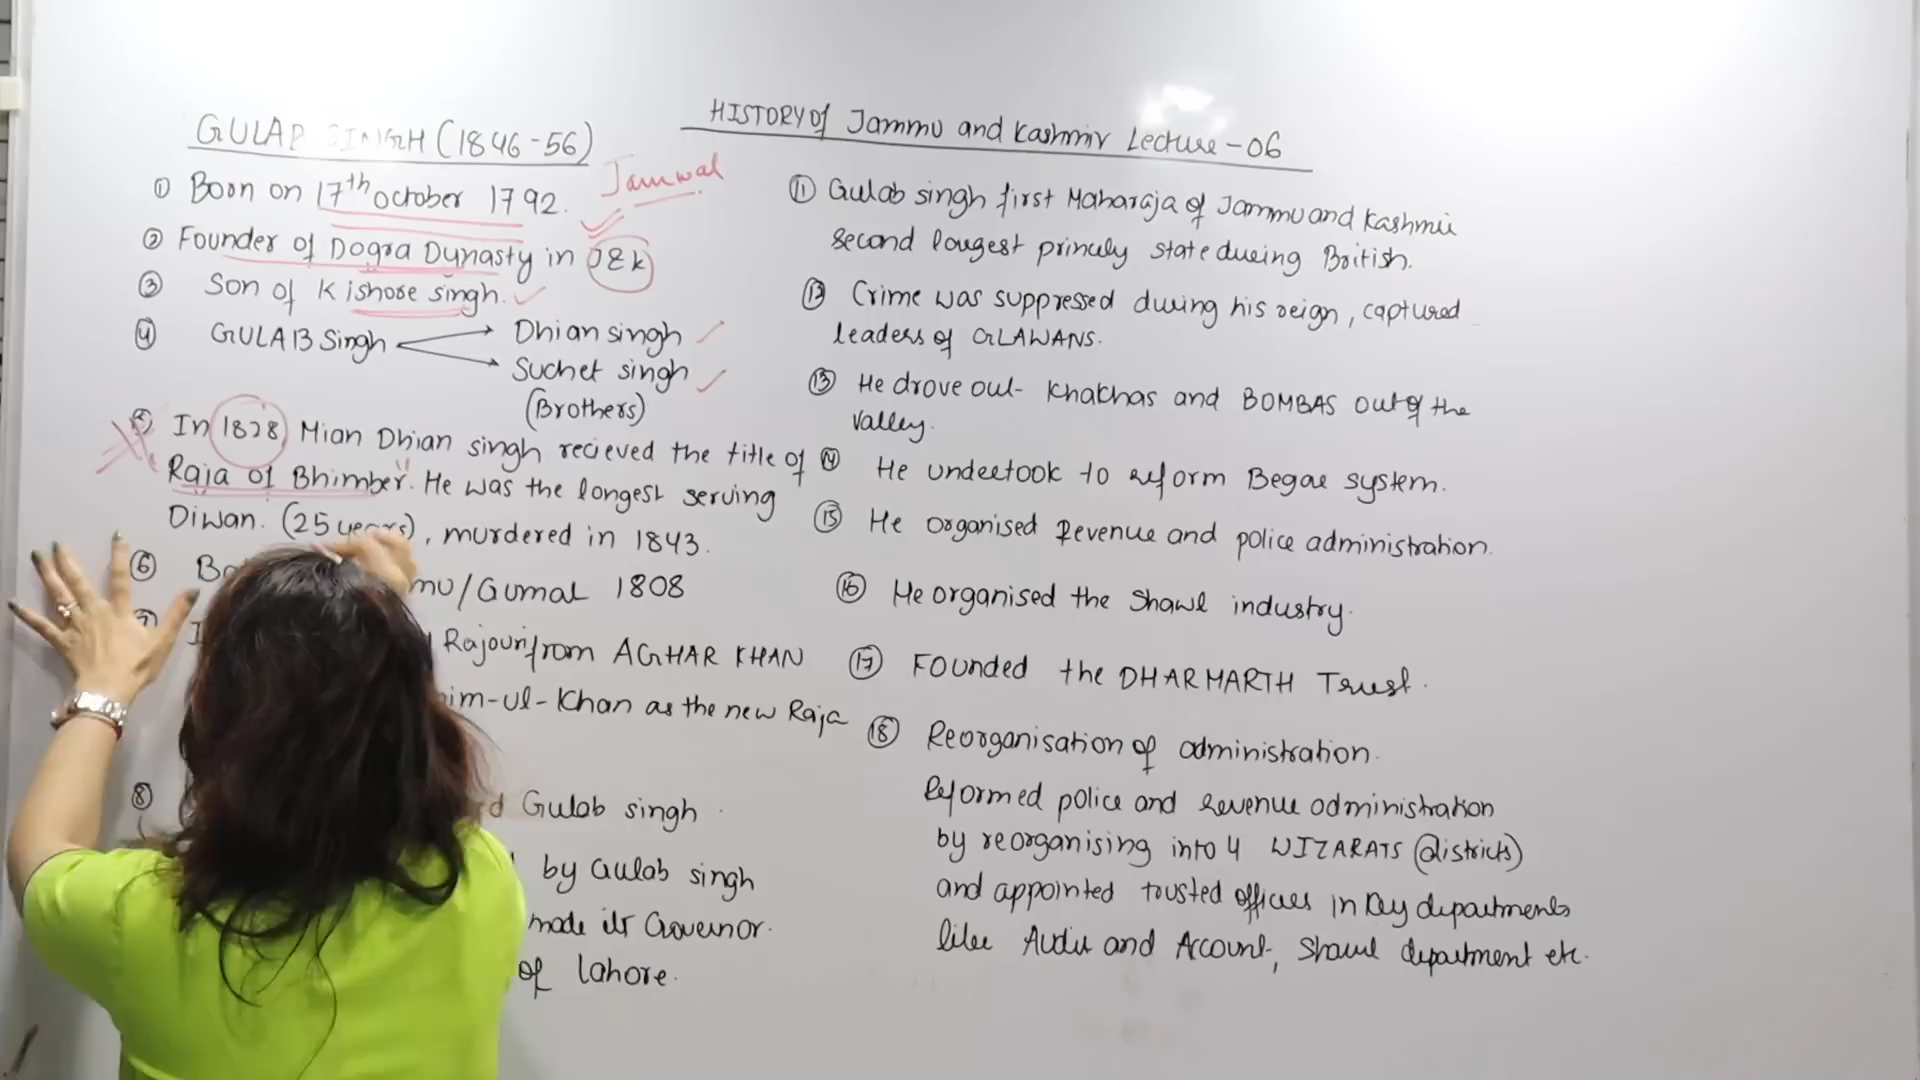 HISTORY of Jammu and Kashmir Lecture - 06
GULAB SINGH (1846-56)
① Born on 17th october 1792.
Jamwal
② Founder of Dogra Dynasty in J&K
③ Son of Kishore singh.
④ GULAB Singh
Dhian singh
Suchet singh
(Brothers)
⑤ In 1828, Mian Dhian singh recieved the title of
Raja of Bhimber". He was the longest serving
Diwan. (25 years), murdered in 1843.
⑥ mu/Gumat 1808
⑦ Rajouri from AGHAR KHAN
im-ul-Khan as the new Raja
⑧ d Gulab singh
by Gulab singh
made its Governor.
of lahore.
⑪ Gulab singh first Maharaja of Jammu and Kashmir
second largest princely state during British.
⑫ Crime was suppressed during his reign, captured
leaders of GLAWANS.
⑬ He drove out Khakhas and BOMBAS out of the
valley.
⑭ He undertook to reform Begar system.
⑮ He organised Revenue and police administration.
⑯ He organised the Shawl industry.
⑰ FOunded the DHARMARTH Trust.
⑱ Reorganisation of administration.
Reformed police and revenue administration
by reorganising into 4 WIZARATS (districts)
and appointed trusted officers in key departments
like Audit and Account, Shawl department etc.